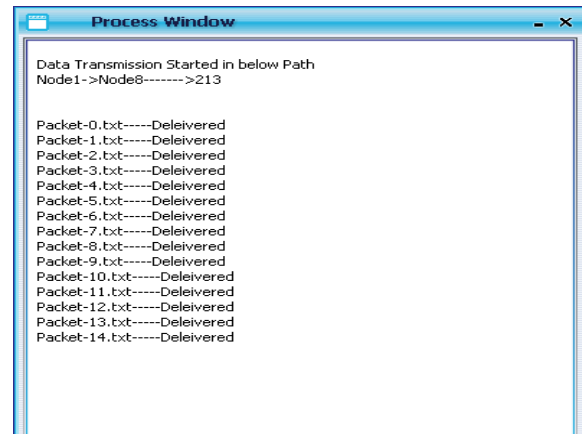 Process Window
Data Transmission Started in below Path
Node1->Node8------->213
Packet-0.txt-----Deleivered
Packet-1.txt-----Deleivered
Packet-2.txt-----Deleivered
Packet-3.txt-----Deleivered
Packet-4.txt-----Deleivered
Packet-5.txt-----Deleivered
Packet-6.txt-----Deleivered
Packet-7.txt-----Deleivered
Packet-8.txt-----Deleivered
Packet-9.txt-----Deleivered
Packet-10.txt-----Deleivered
Packet-11.txt-----Deleivered
Packet-12.txt-----Deleivered
Packet-13.txt-----Deleivered
Packet-14.txt-----Deleivered